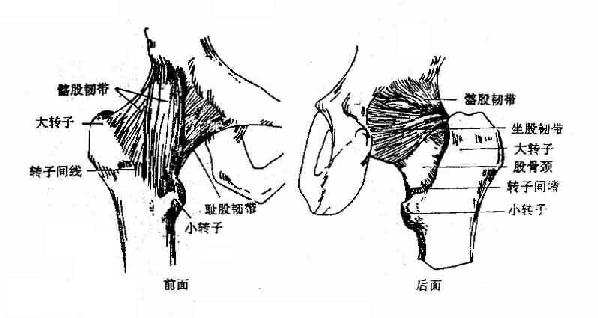 髂股韧带
大转子
转子间线
耻股韧带
小转子
前面
髂股韧带
坐股韧带
大转子
股骨颈
转子间嵴
小转子
后面